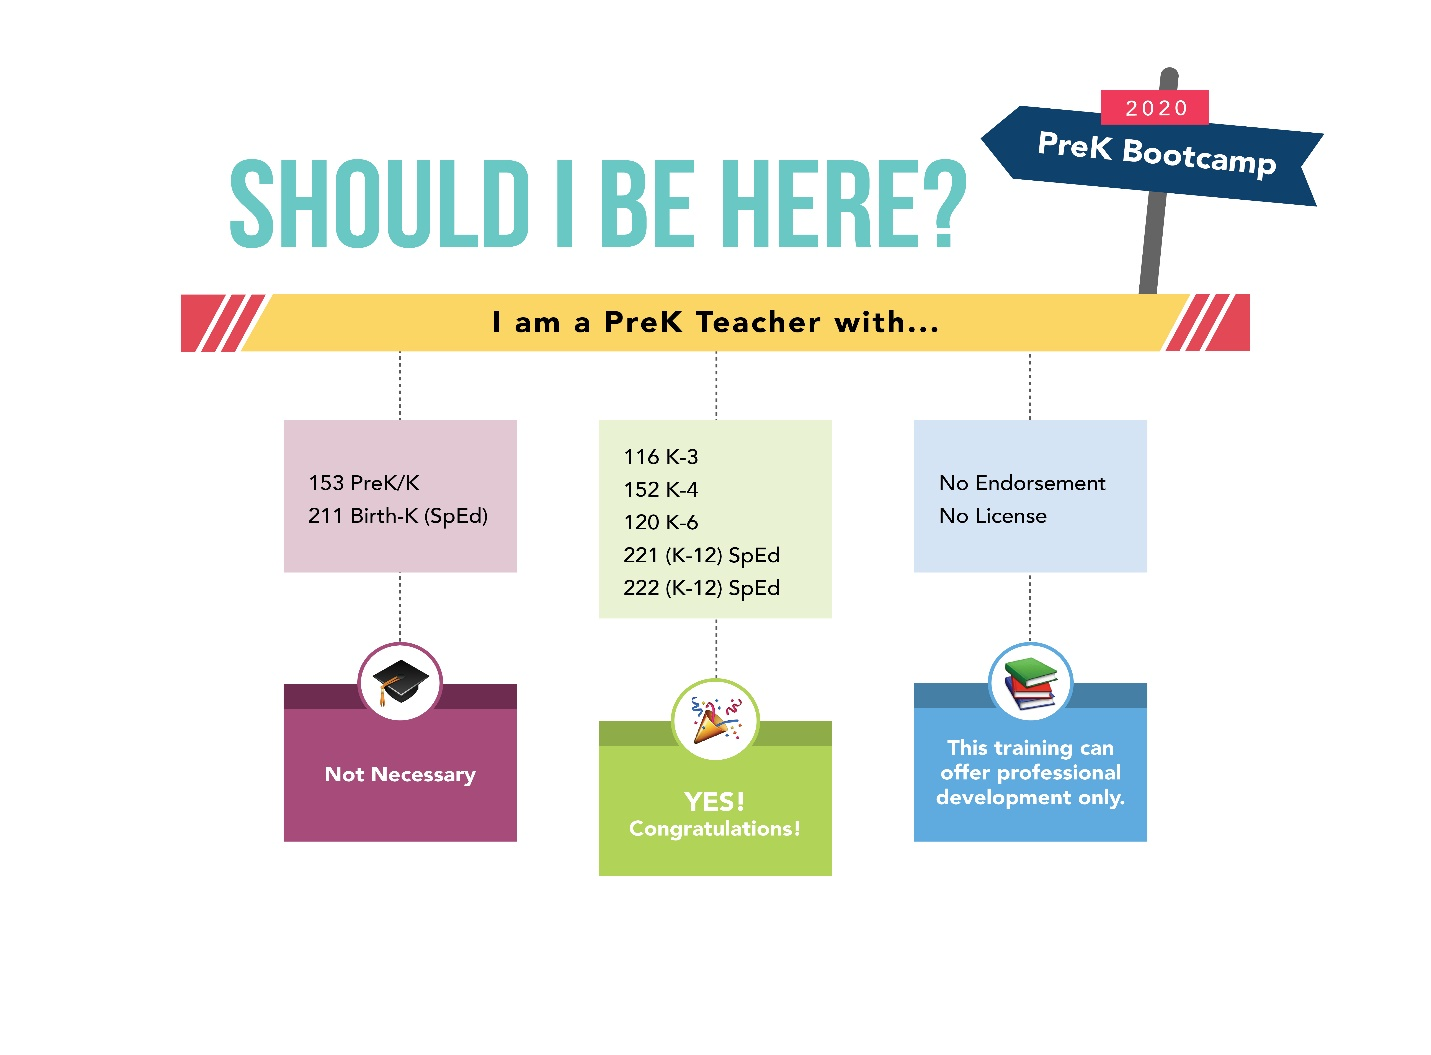 2020
PreK Bootcamp
SHOULD I BE HERE?
I am a PreK Teacher with...
153 PreK/K
211 Birth-K (SpEd)
116 K-3
152 K-4
120 K-6
221 (K-12) SpEd
222 (K-12) SpEd
No Endorsement
No License
Not Necessary
YES!
Congratulations!
This training can
offer professional
development only.